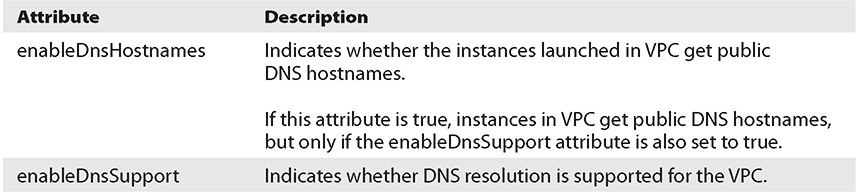 Attribute Description
enableDnsHostnames Indicates whether the instances launched in VPC get public
DNS hostnames.
If this attribute is true, instances in VPC get public DNS hostnames,
but only if the enableDnsSupport attribute is also set to true.
enableDnsSupport Indicates whether DNS resolution is supported for the VPC.